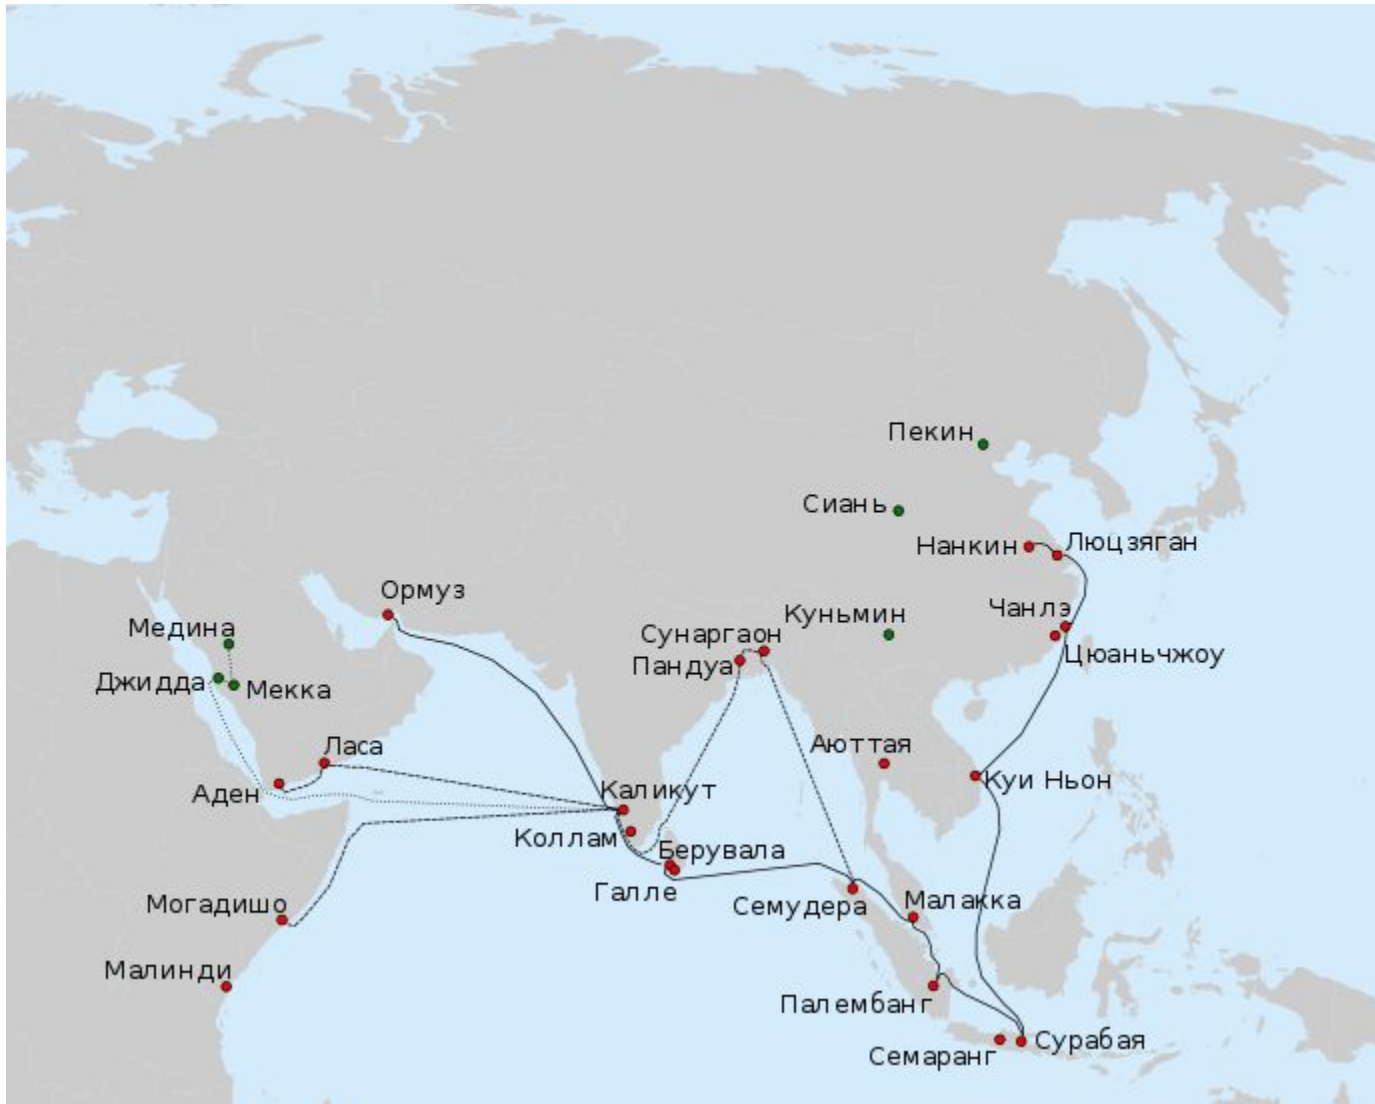 Пекин
Сиань
Нанкин
Люцзяган
Ормуз
Чанлэ
Куньмин
Медина
Сунаргаон
Пандуа
Цюаньчжоу
Джидда
Мекка
Ласа
Аюттая
Аден
Куи Ньон
Каликут
Коллам
Берувала
Галле
Семудера
Малакка
Могадишо
Малинди
Палембанг
Сурабая
Семаранг